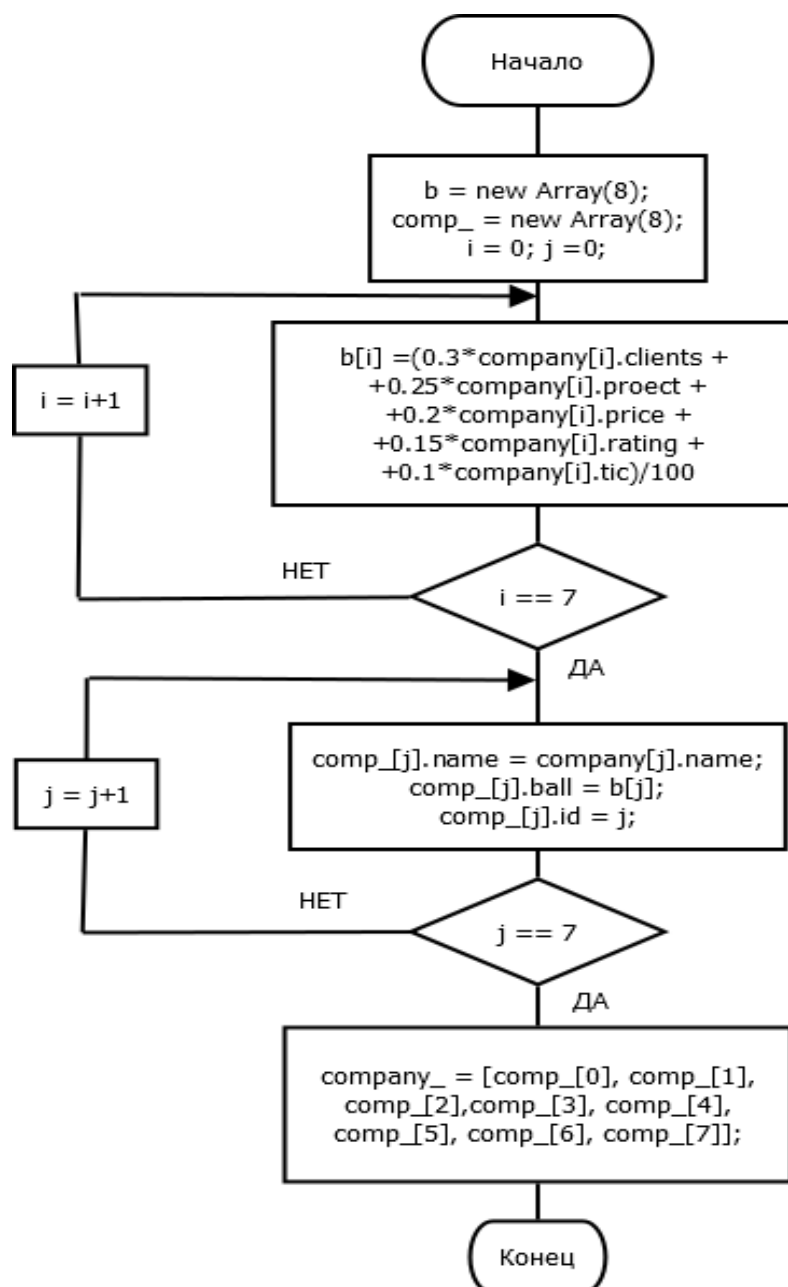 Начало
b = new Array(8);
comp_ = new Array(8);
i = 0; j =0;
b[i] =(0.3*company[i].clients +
+0.25*company[i].proect +
+0.2*company[i].price +
+0.15*company[i].rating +
+0.1*company[i].tic)/100
i = i+1
НЕТ
i == 7
ДА
comp_[j].name = company[j].name;
comp_[j].ball = b[j];
comp_[j].id = j;
j = j+1
НЕТ
j == 7
ДА
company_ = [comp_[0], comp_[1],
comp_[2],comp_[3], comp_[4],
comp_[5], comp_[6], comp_[7]];
Конец